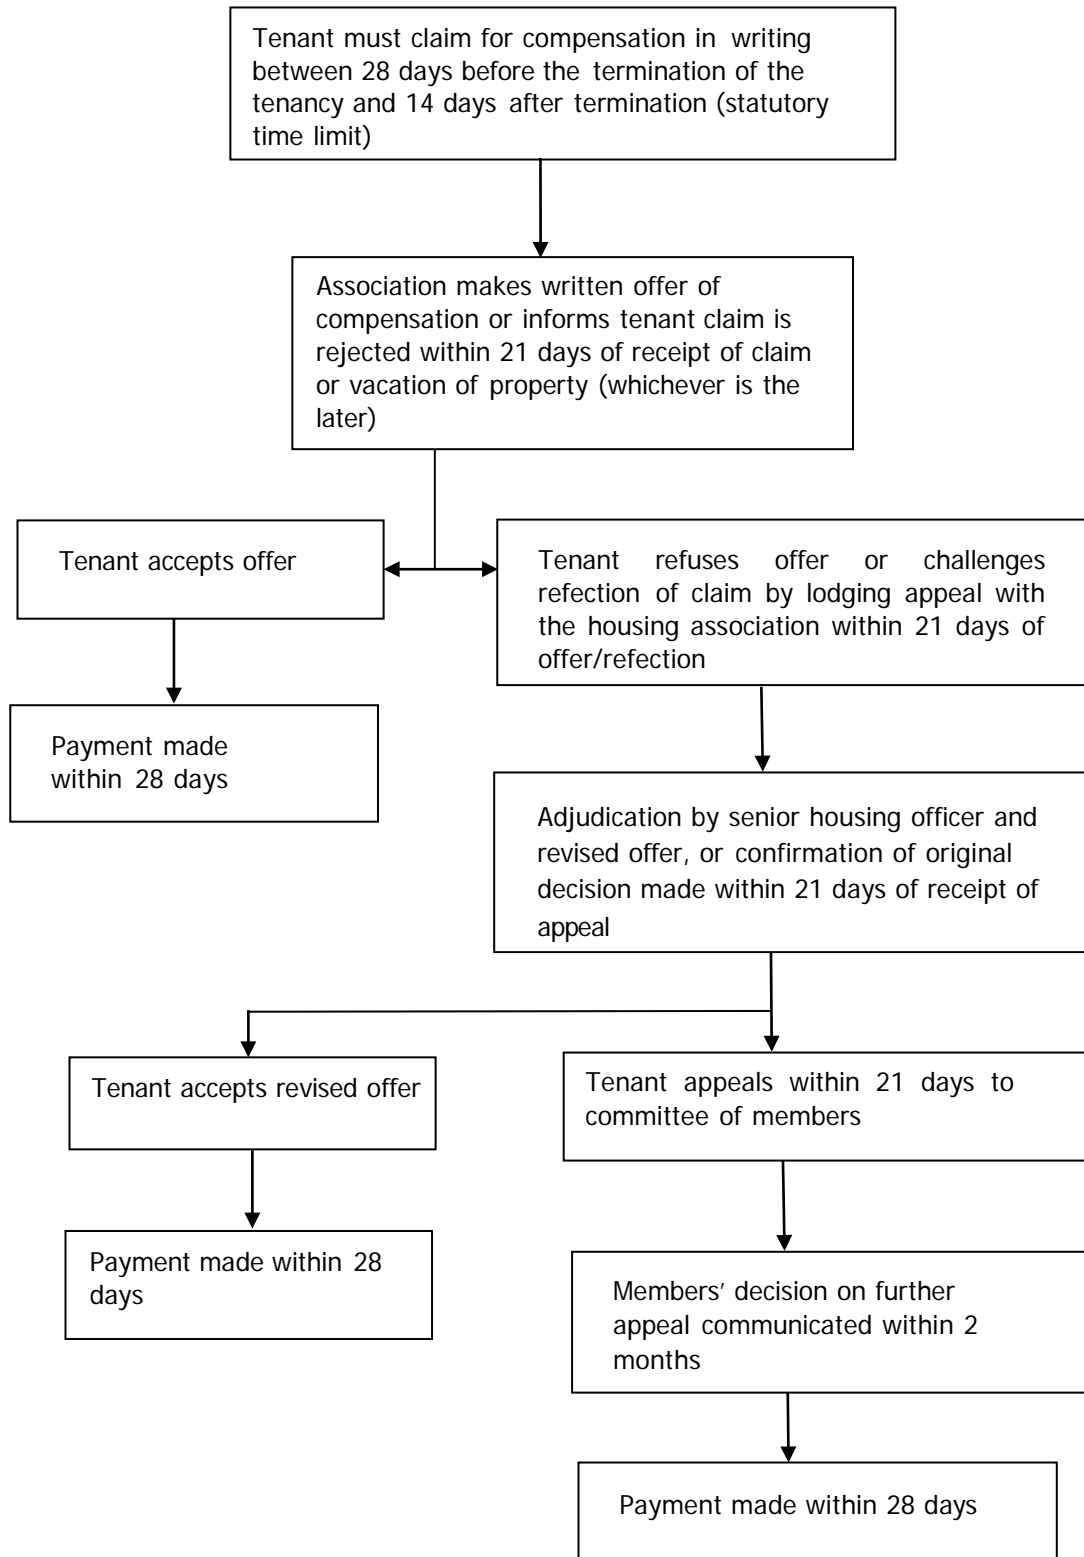 Tenant must claim for compensation in writing
between 28 days before the termination of the
tenancy and 14 days after termination (statutory
time limit)
Association makes written offer of
compensation or informs tenant claim is
rejected within 21 days of receipt of claim
or vacation of property (whichever is the
later)
Tenant accepts offer
Tenant refuses offer or challenges
refection of claim by lodging appeal with
the housing association within 21 days of
offer/refection
Payment made
within 28 days
Adjudication by senior housing officer and
revised offer, or confirmation of original
decision made within 21 days of receipt of
appeal
Tenant accepts revised offer
Tenant appeals within 21 days to
committee of members
Payment made within 28
days
Members' decision on further
appeal communicated within 2
months
Payment made within 28 days